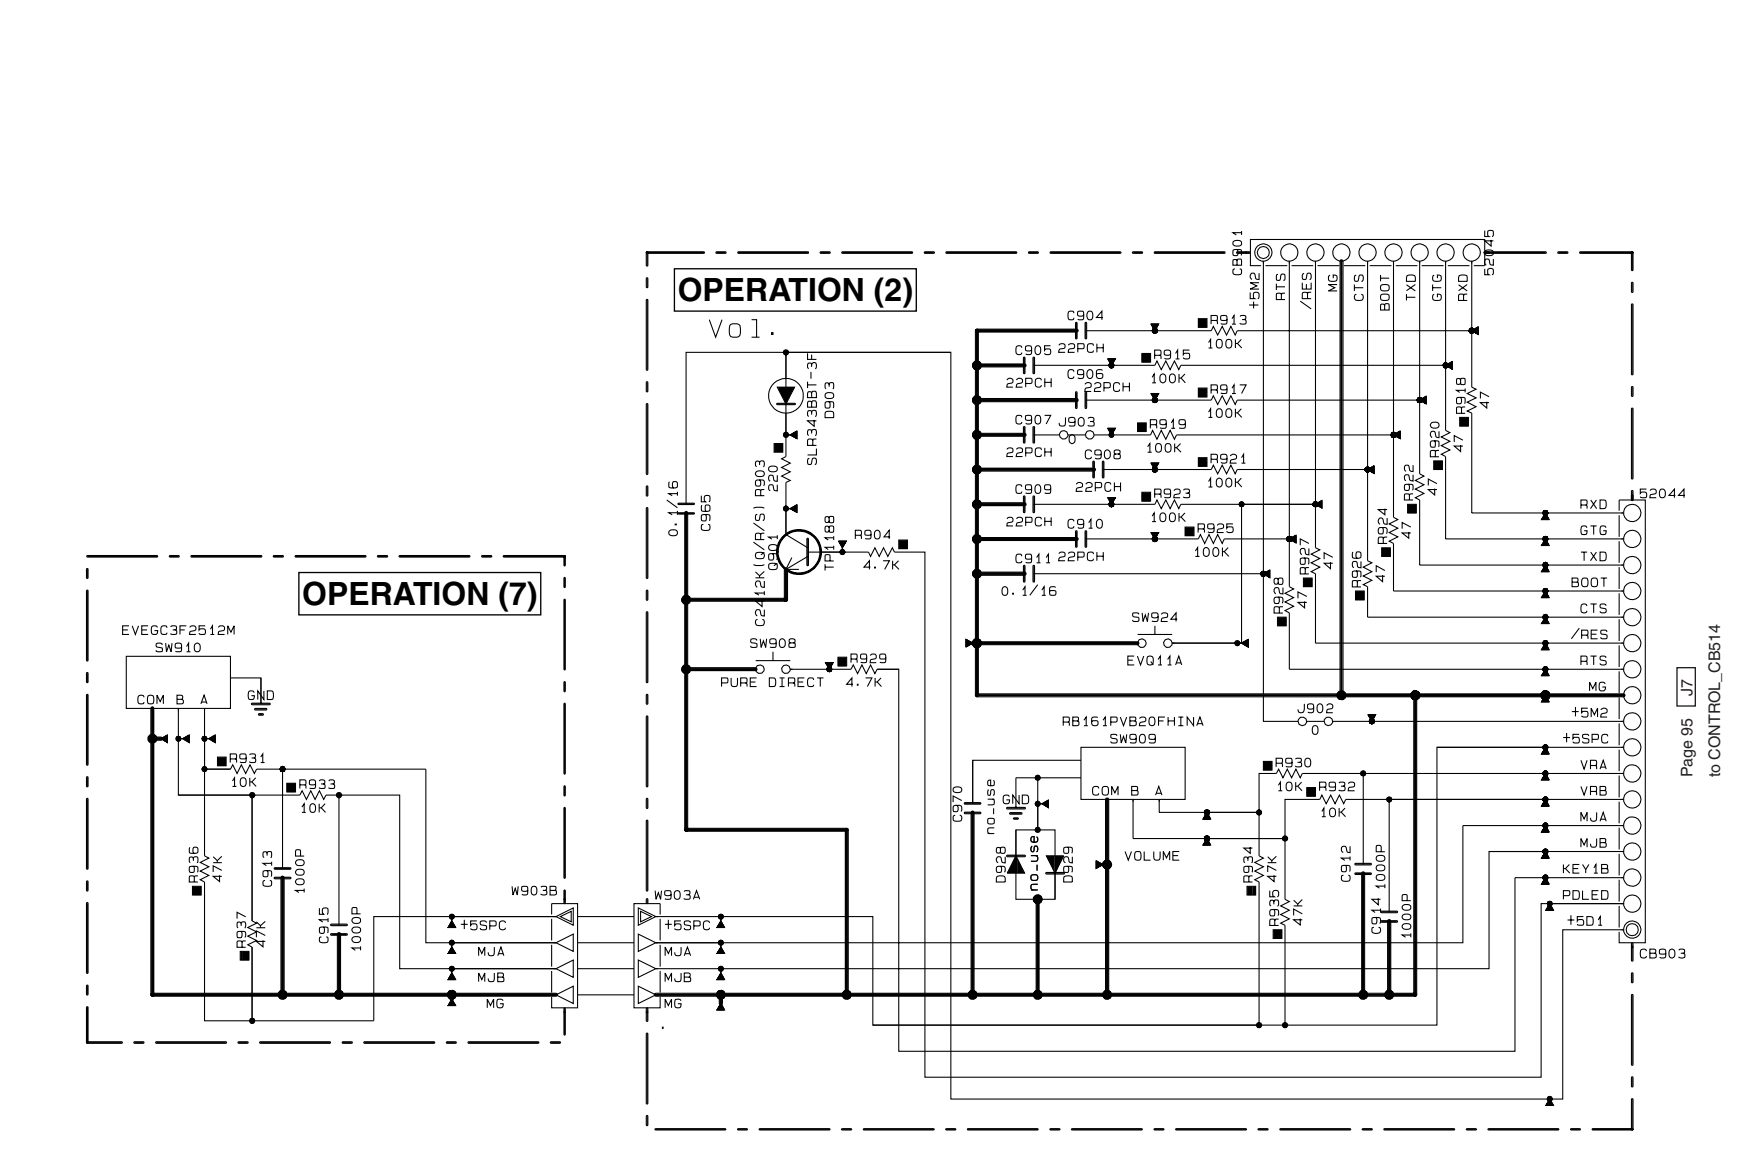 OPERATION (2)
Vol.
CB901
52045
+5M2
RTS
/RES
MG
CTS
BOOT
TXD
GTG
RXD
C904
22PCH
R913
100K
C905
22PCH
R915
100K
C906
22PCH
R917
100K
C907
22PCH
J903
0
R919
100K
C908
22PCH
R921
100K
C909
22PCH
R923
100K
C910
22PCH
R925
100K
C911
0.1/16
R918
47
R920
47
R922
47
R924
47
R926
47
R927
47
R928
47
SW924
EVQ11A
SLR343BBT-3F
D903
R903
220
C965
0.1/16
C2412K(Q/R/S)
Q901
TP1188
R904
4.7K
SW908
PURE DIRECT
R929
4.7K
52044
RXD
GTG
TXD
BOOT
CTS
/RES
RTS
MG
+5M2
+5SPC
VRA
VRB
MJA
MJB
KEY1B
PDLED
+5D1
CB903
Page 95 J7
to CONTROL_CB514
J902
0
RB161PVB20FHINA
SW909
COM B A
GND
VOLUME
C970
no_use
D928
no_use
D929
R930
10K
R932
10K
R934
47K
R935
47K
C912
1000P
C914
1000P
OPERATION (7)
EVEGC3F2512M
SW910
COM B A
GND
R931
10K
R933
10K
R936
47K
R937
47K
C913
1000P
C915
1000P
W903B
+5SPC
MJA
MJB
MG
W903A
+5SPC
MJA
MJB
MG